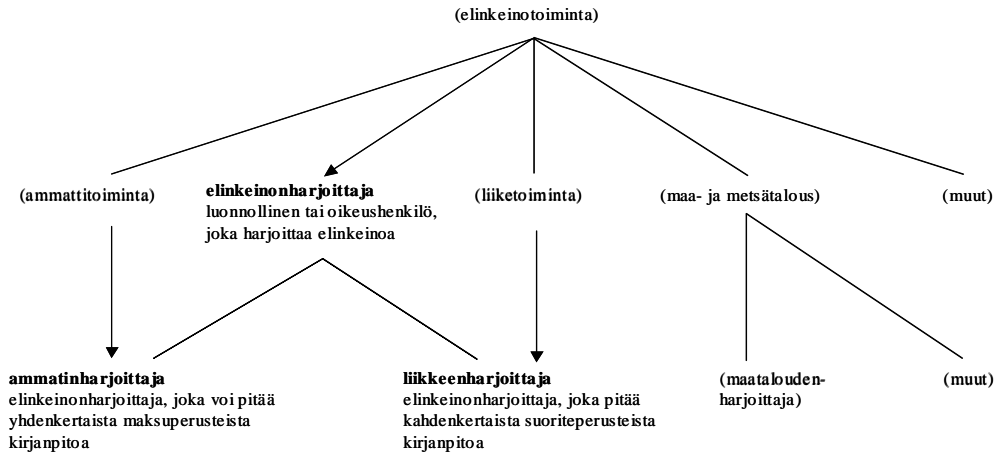 (elinkeinotoiminta)
(ammattitoiminta)
elinkeinonharjoittaja
luonnollinen tai oikeushenkilö,
joka harjoittaa elinkeinoa
(liiketoiminta)
(maa- ja metsätalous)
(muut)
ammatinharjoittaja
elinkeinonharjoittaja, joka voi pitää
yhdenkertaista maksuperusteista
kirjanpitoa
liikkeenharjoittaja
elinkeinonharjoittaja, joka pitää
kahdenkertaista suoriteperusteista
kirjanpitoa
(maatalouden-
harjoittaja)
(muut)